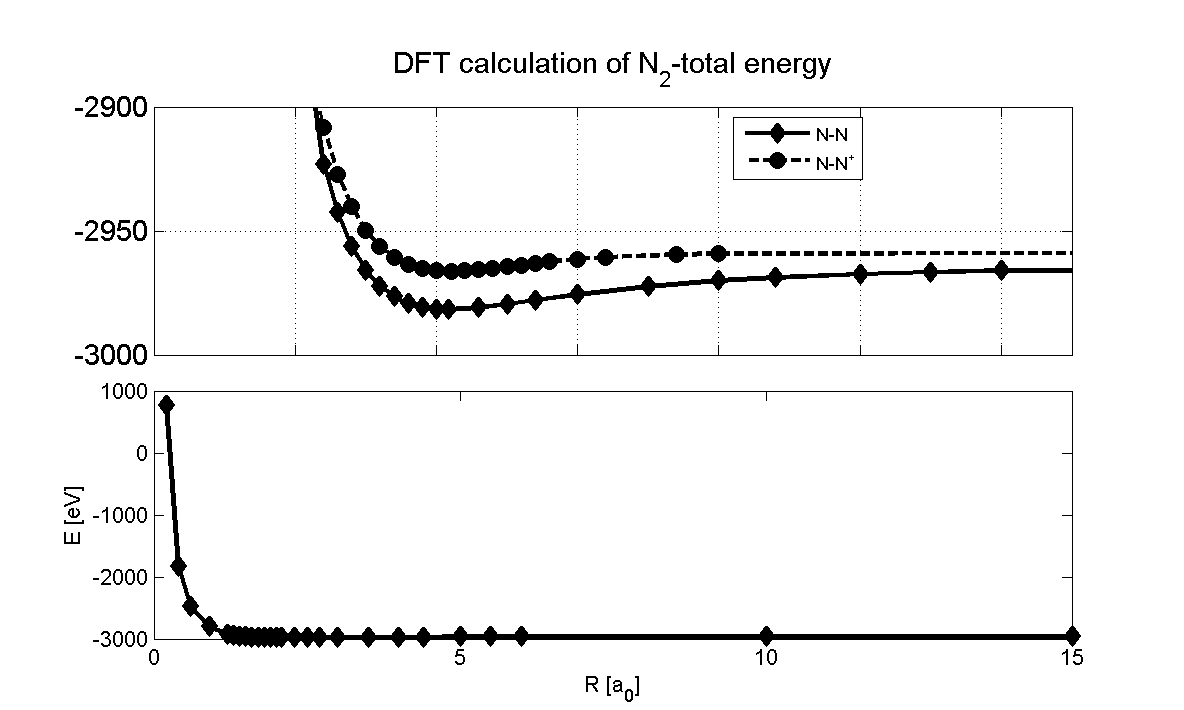 DFT calculation of N₂-total energy
-2900
N-N
N-N⁺
-2950
-3000
1000
0
-1000
E [eV]
-2000
-3000
0 5 10 15
R [a₀]